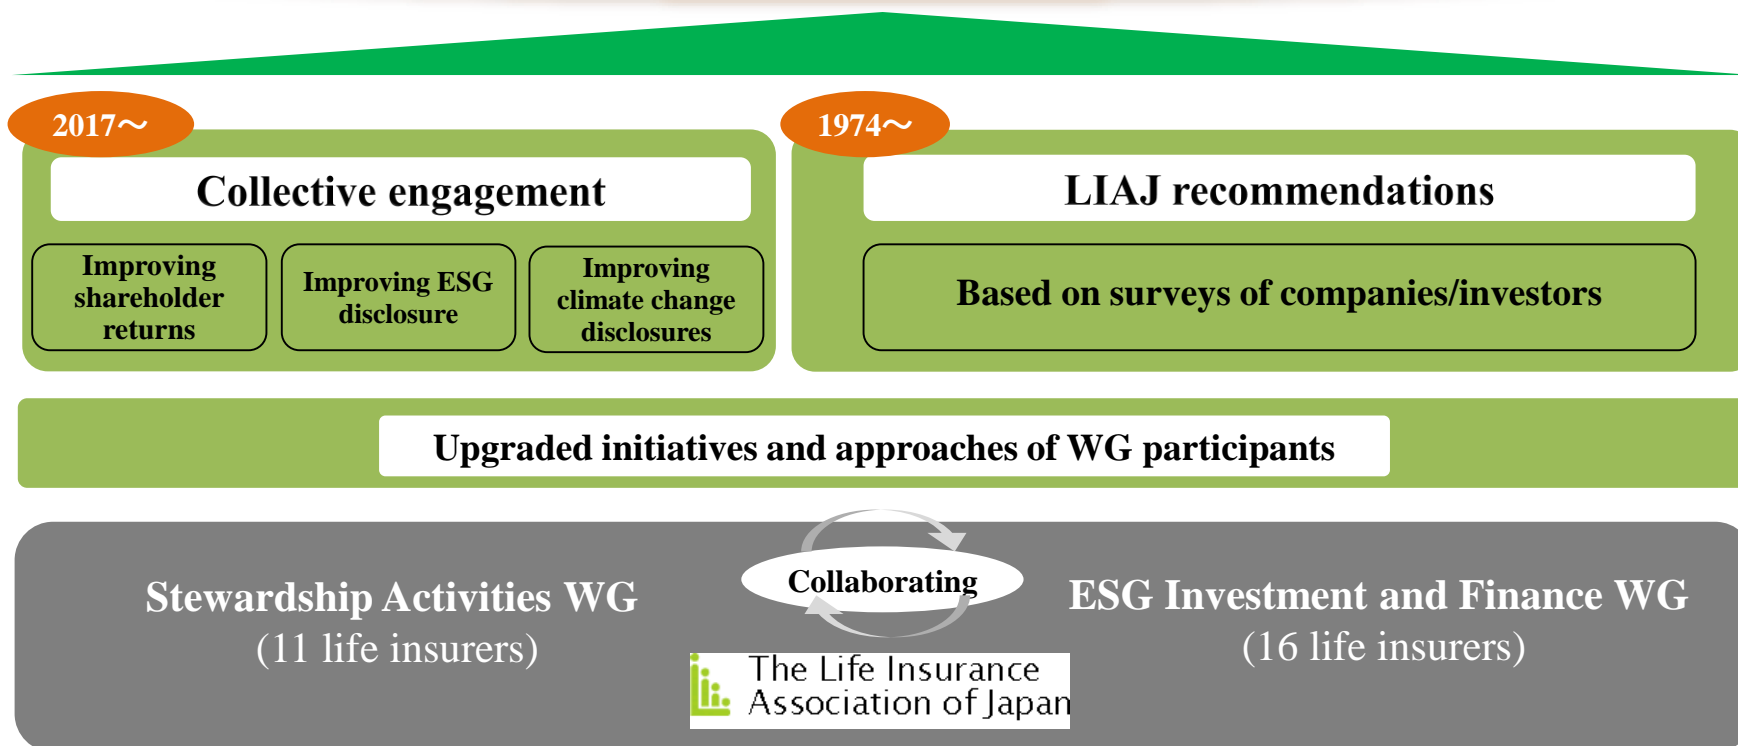 2017～
Collective engagement
Improving
shareholder
returns
Improving ESG
disclosure
Improving
climate change
disclosures
1974～
LIAJ recommendations
Based on surveys of companies/investors
Upgraded initiatives and approaches of WG participants
Stewardship Activities WG
(11 life insurers)
Collaborating
ESG Investment and Finance WG
(16 life insurers)
The Life Insurance
Association of Japan